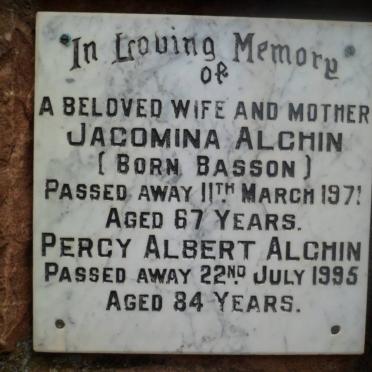 In Loving Memory
OF
A BELOVED WIFE AND MOTHER
JACOMINA ALCHIN
( BORN BASSON )
PASSED AWAY 11TH MARCH 1971
AGED 67 YEARS.
PERCY ALBERT ALCHIN
PASSED AWAY 22ND JULY 1995
AGED 84 YEARS.